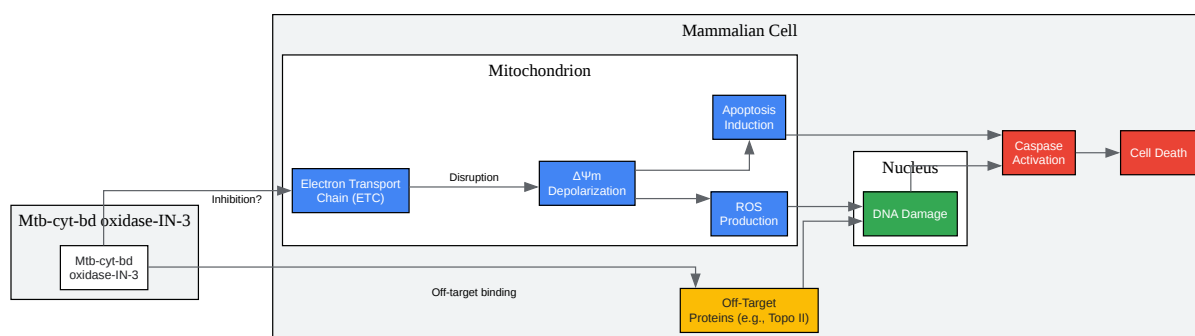 Mammalian Cell
Mitochondrion
Apoptosis
Induction
Caspase
Activation
Cell Death
Nucleus
Electron Transport
Chain (ETC)
Disruption
ΔΨm
Depolarization
Inhibition?
ROS
Production
DNA Damage
Mtb-cyt-bd oxidase-IN-3
Mtb-cyt-bd
oxidase-IN-3
Off-target binding
Off-Target
Proteins (e.g., Topo II)